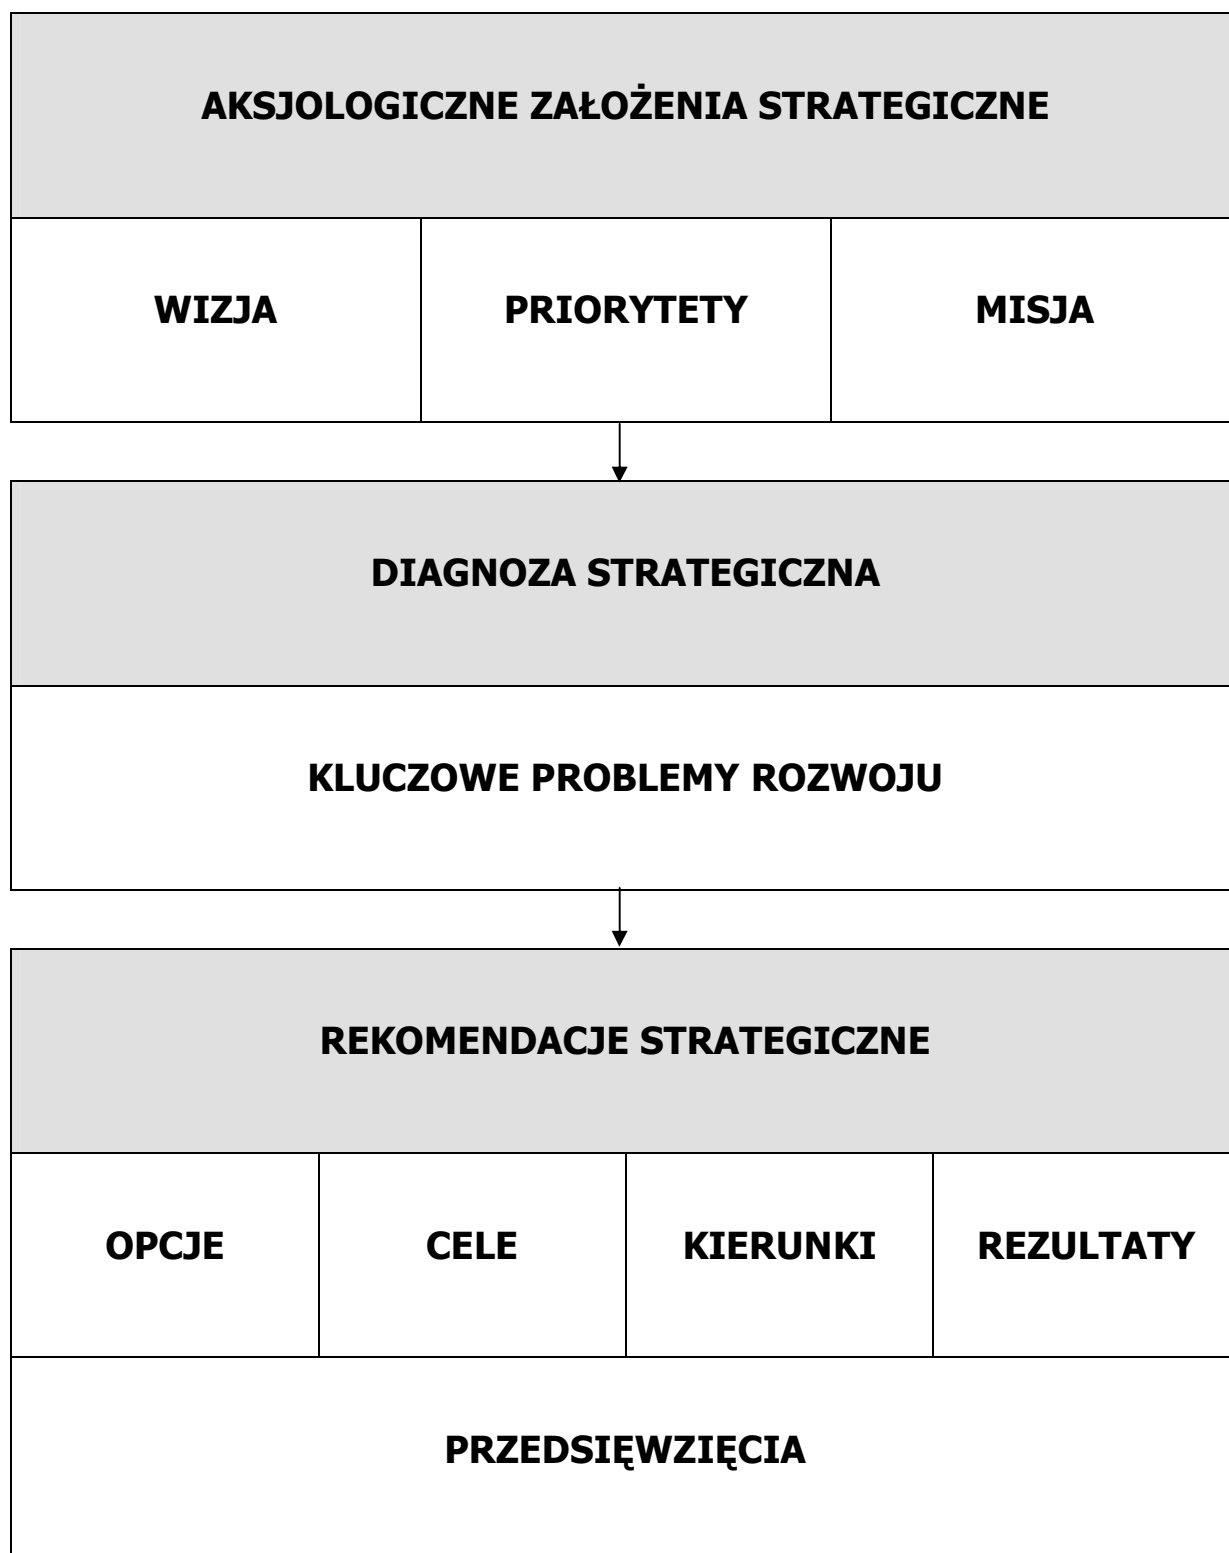 AKSJOLOGICZNE ZAŁOŻENIA STRATEGICZNE
WIZJA
PRIORYTETY
MISJA
DIAGNOZA STRATEGICZNA
KLUCZOWE PROBLEMY ROZWOJU
REKOMENDACJE STRATEGICZNE
OPCJE
CELE
KIERUNKI
REZULTATY
PRZEDSIĘWZIĘCIA